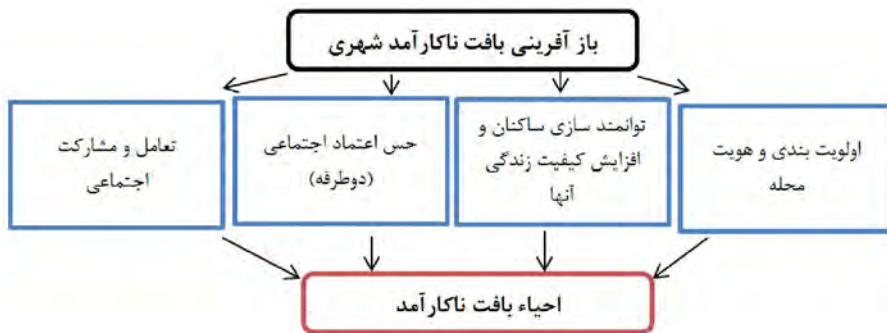 باز آفرینی بافت ناکارآمد شهری
اولویت بندی و هویت
محله
توانمند سازی ساکنان و
افزایش کیفیت زندگی
آنها
حس اعتماد اجتماعی
(دوطرفه)
تعامل و مشارکت
اجتماعی
احیاء بافت ناکارآمد